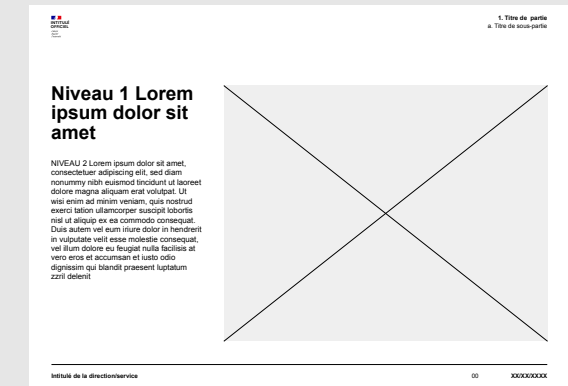 INTITULÉ
OFFICIEL
1. Titre de partie
a. Titre de sous-partie
Niveau 1 Lorem
ipsum dolor sit
amet
NIVEAU 2 Lorem ipsum dolor sit amet,
consectetuer adipiscing elit, sed diam
nonummy nibh euismod tincidunt ut laoreet
dolore magna aliquam erat volutpat. Ut
wisi enim ad minim veniam, quis nostrud
exerci tation ullamcorper suscipit lobortis
nisl ut aliquip ex ea commodo consequat.
Duis autem vel eum iriure dolor in hendrerit
in vulputate velit esse molestie consequat,
vel illum dolore eu feugiat nulla facilisis at
vero eros et accumsan et iusto odio
dignissim qui blandit praesent luptatum
zzril delenit
Intitulé de la direction/service
00
XX/XX/XXXX